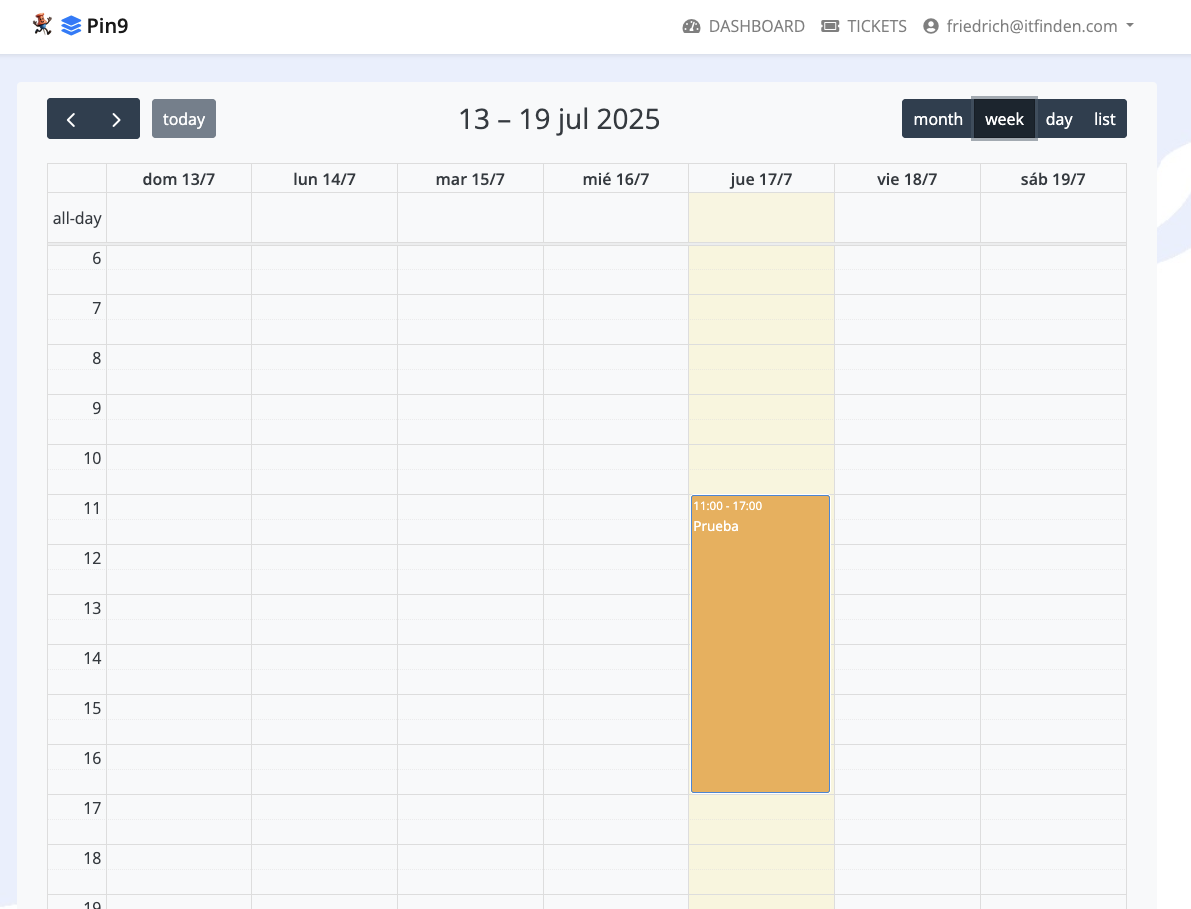 Pin9 DASHBOARD TICKETS friedrich@itfinden.com
today 13 – 19 jul 2025 month week day list
dom 13/7 lun 14/7 mar 15/7 mié 16/7 jue 17/7 vie 18/7 sáb 19/7
all-day
6
7
8
9
10
11
11:00 - 17:00
Prueba
12
13
14
15
16
17
18
19